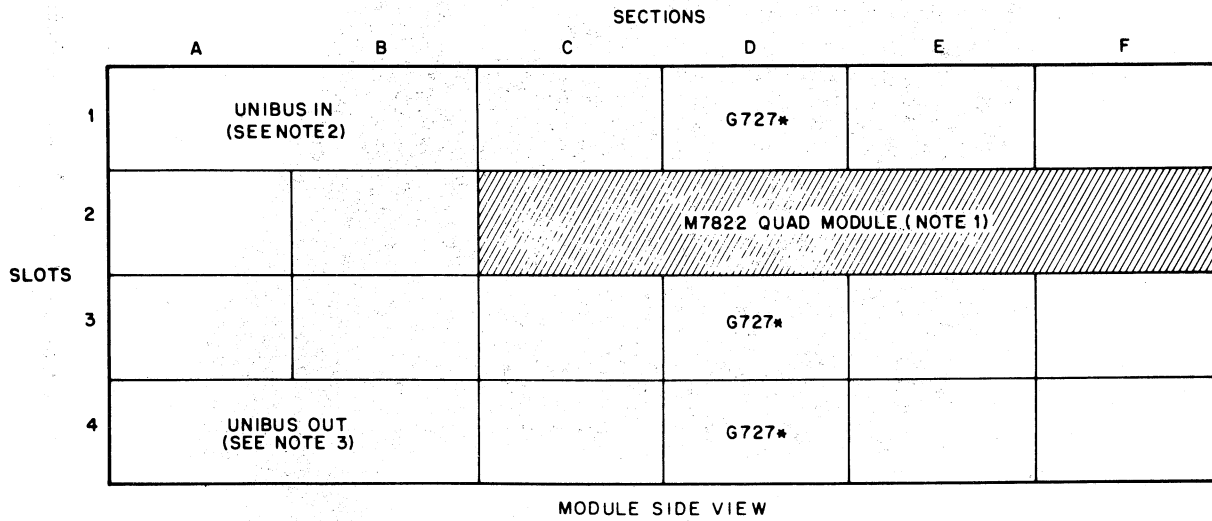 SECTIONS
A B C D E F
1 UNIBUS IN G727*
(SEE NOTE 2)
2 M7822 QUAD MODULE (NOTE 1)
SLOTS
3 G727*
4 UNIBUS OUT G727*
(SEE NOTE 3)
MODULE SIDE VIEW